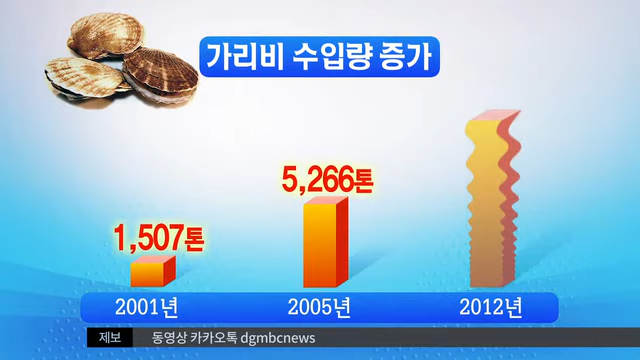 가리비 수입량 증가
5,266톤
1,507톤
2001년
2005년
2012년
제보
동영상 카카오톡 dgmbcnews